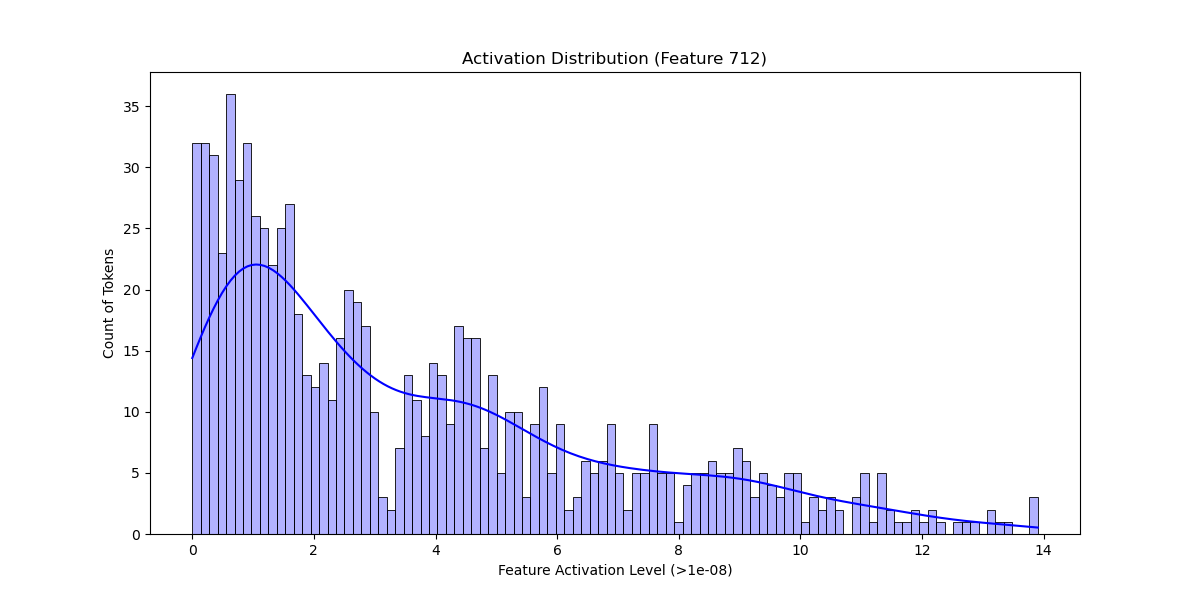 Activation Distribution (Feature 712)
Count of Tokens
35
30
25
20
15
10
5
0
0 2 4 6 8 10 12 14
Feature Activation Level (>1e-08)